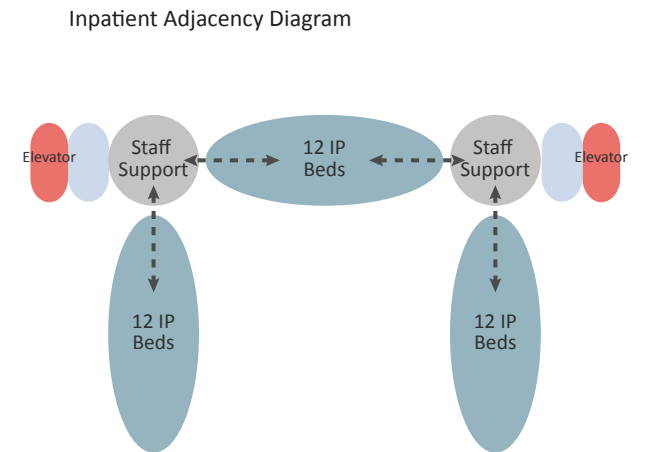 Inpatient Adjacency Diagram
Elevator
Staff
Support
12 IP
Beds
Staff
Support
Elevator
12 IP
Beds
12 IP
Beds